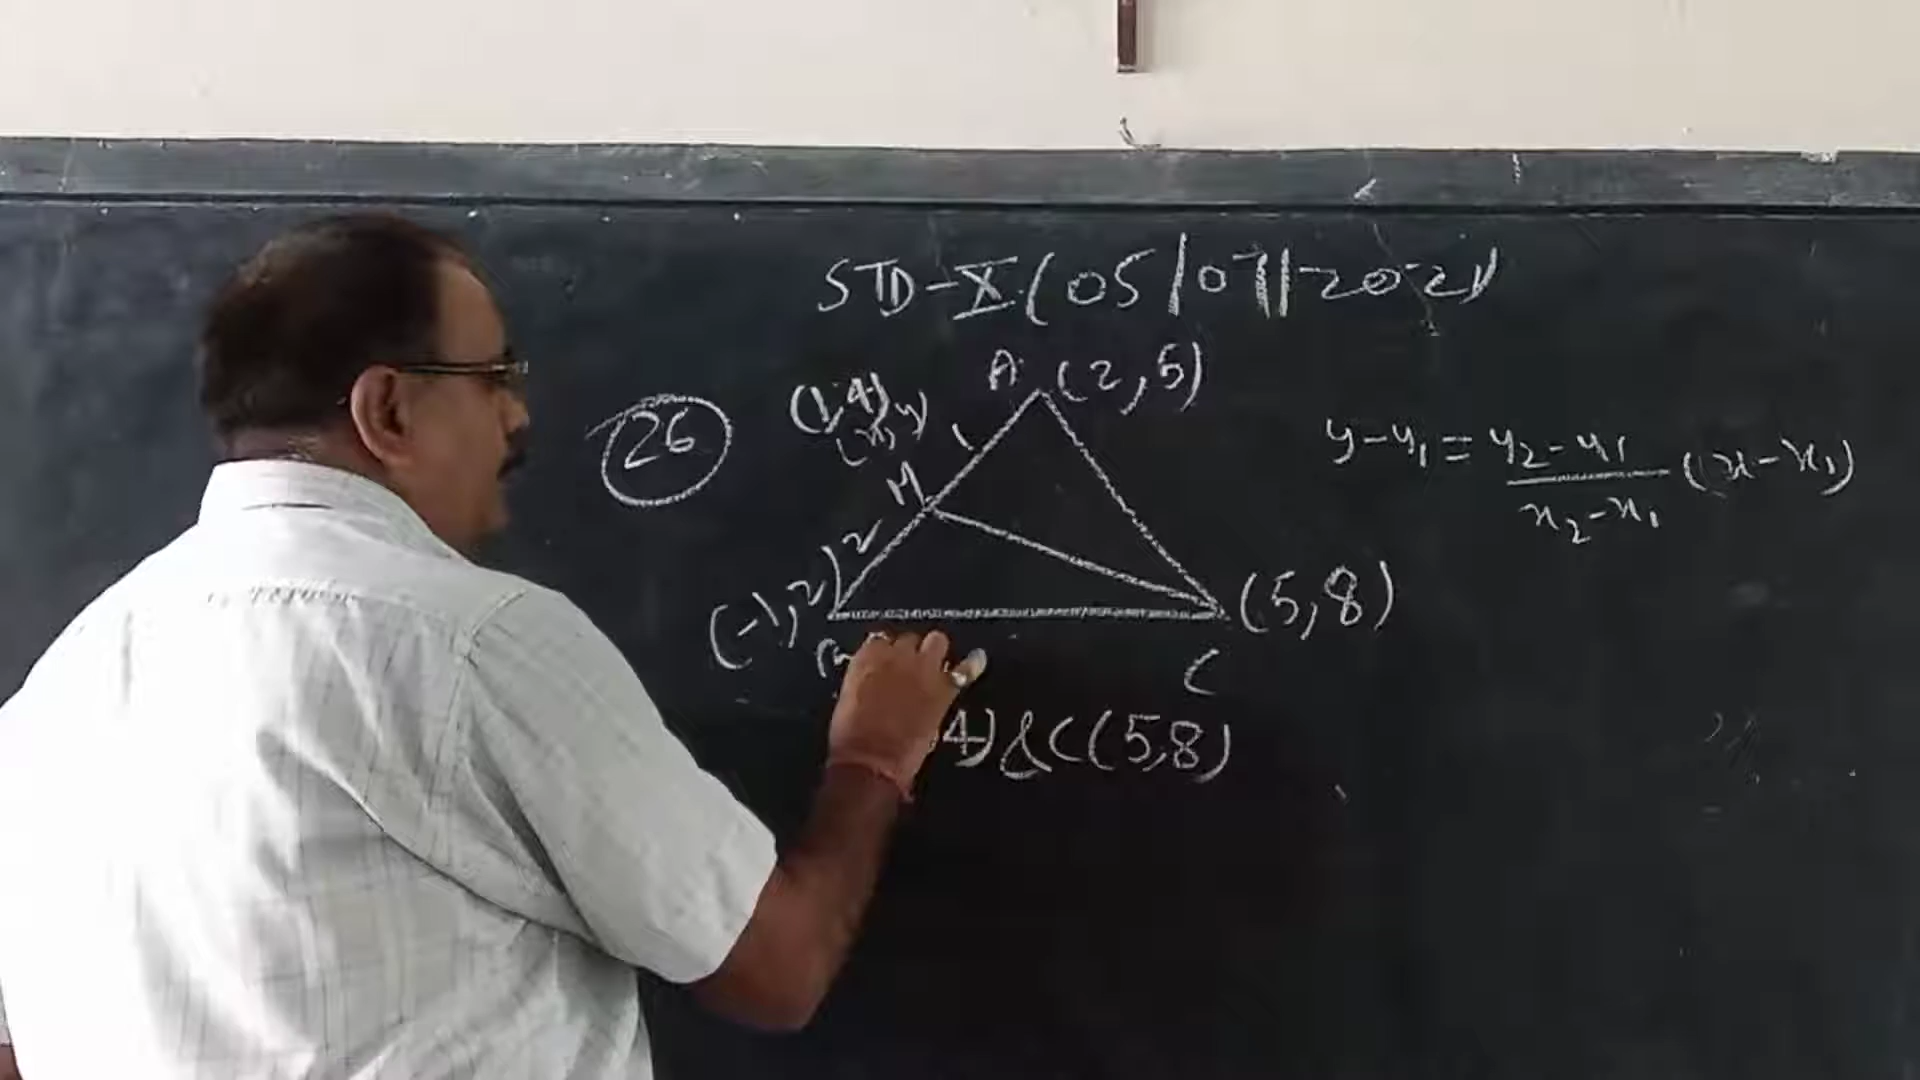 STD-X (05/07/2021)
26
A (2,5)
(1,4)
(x,y)
1
M
2
(-1,2)
(5,8)
C
4) & C(5,8)
y-y₁ = y₂-y₁ / x₂-x₁ (x-x₁)